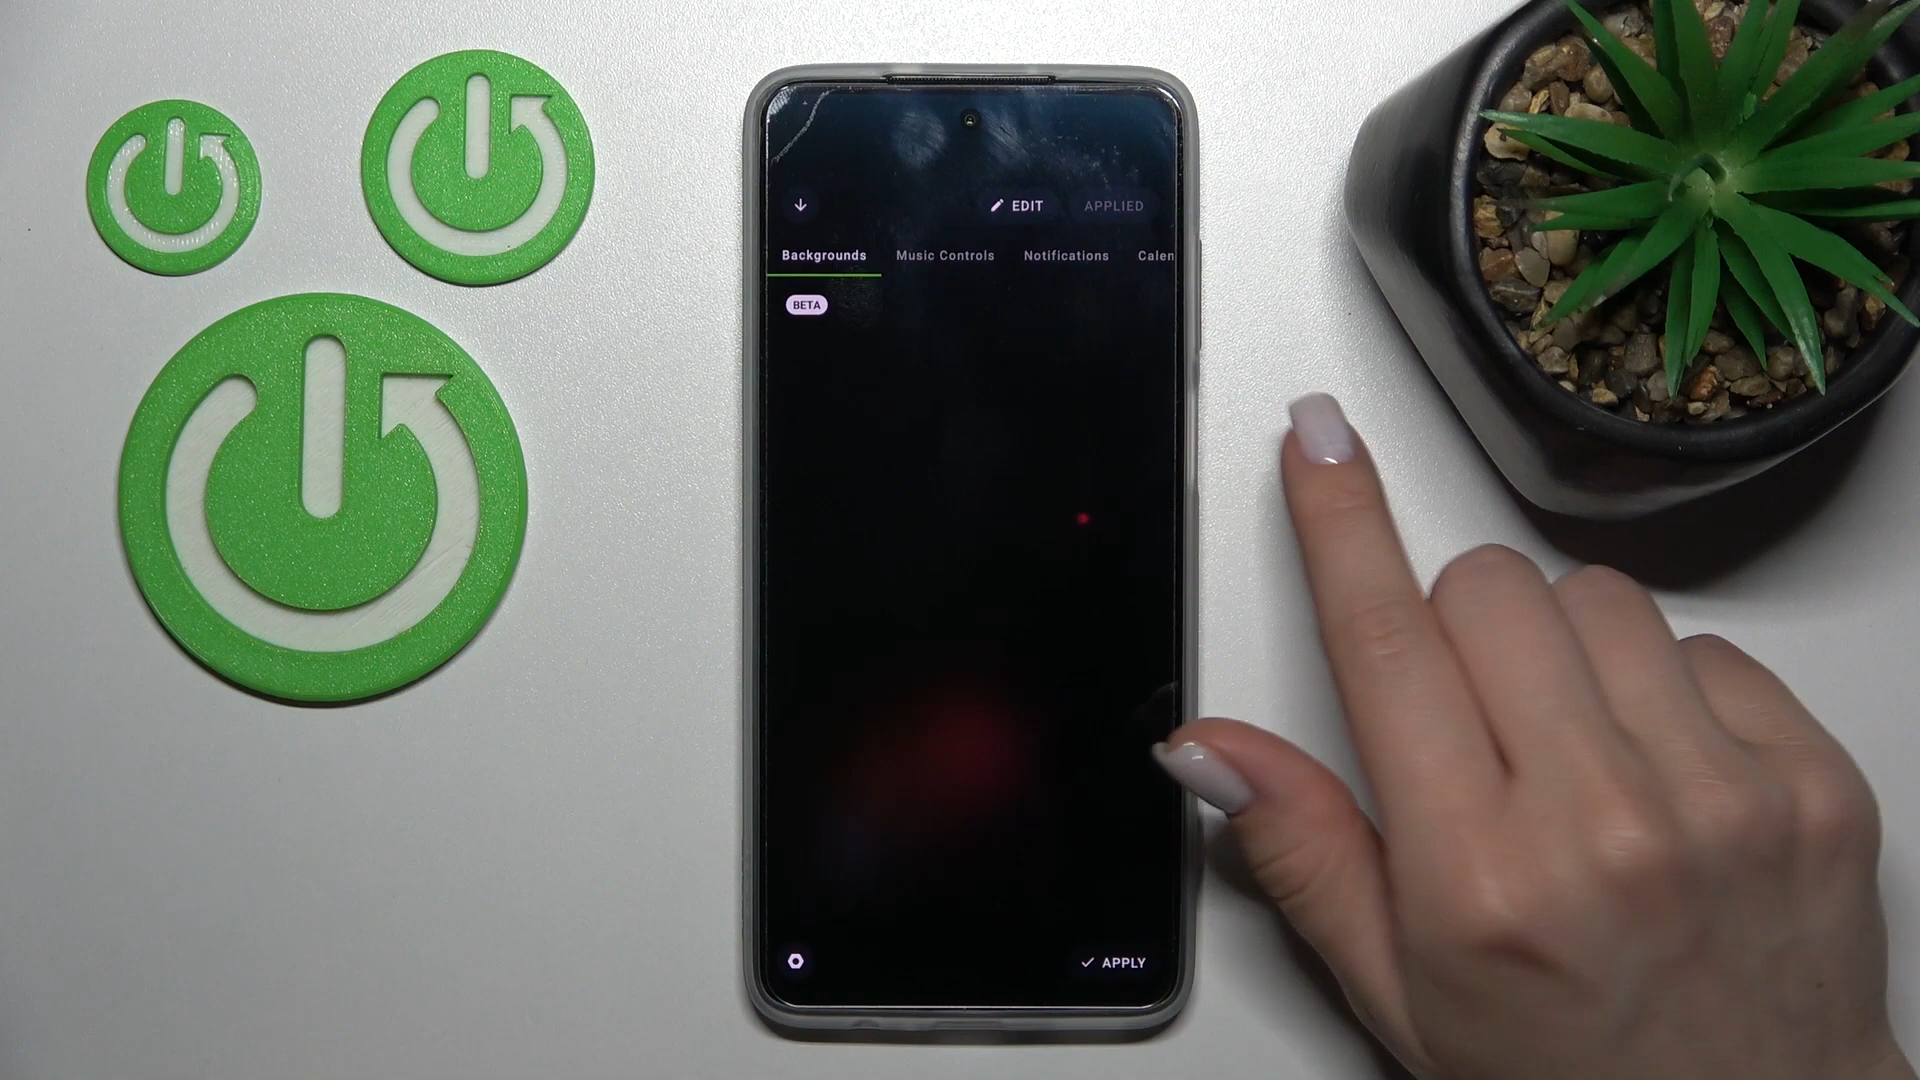 EDIT APPLIED
Backgrounds Music Controls Notifications Calen
BETA
APPLY